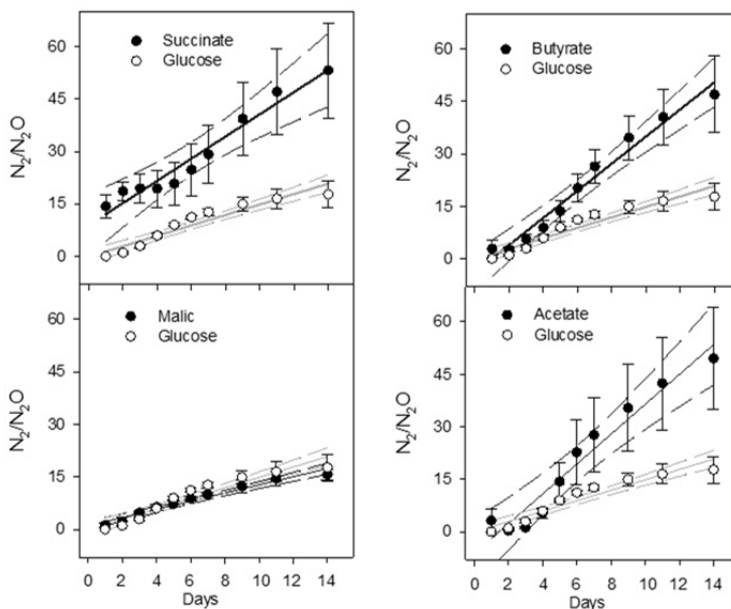 Succinate
Glucose
N₂/N₂O
60
45
30
15
0
Butyrate
Glucose
N₂/N₂O
60
45
30
15
0
Malic
Glucose
N₂/N₂O
60
45
30
15
0
0 2 4 6 8 10 12 14
Days
Acetate
Glucose
N₂/N₂O
60
45
30
15
0
0 2 4 6 8 10 12 14
Days